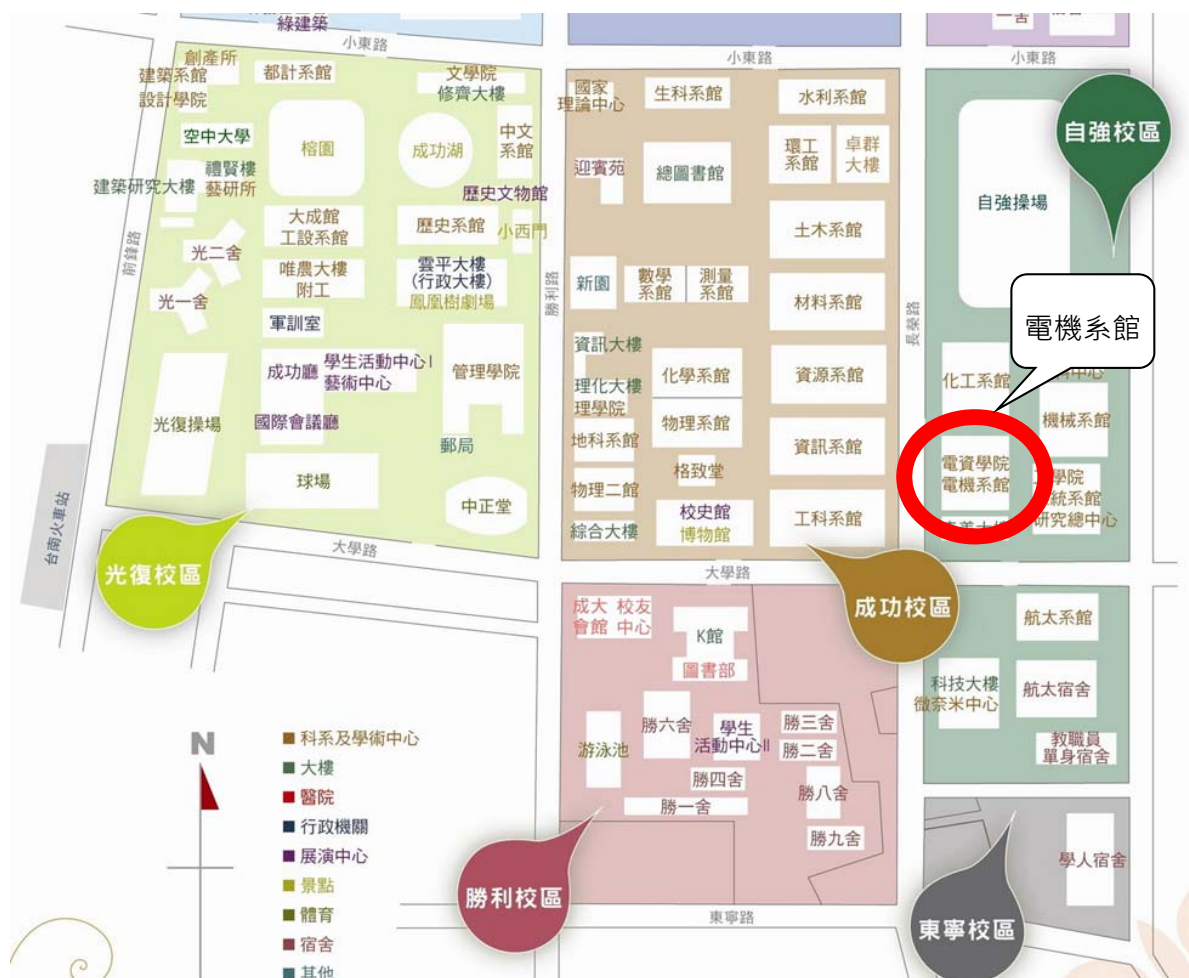 綠建築
小東路
小東路
小東路
創產所
建築系館
設計學院
都計系館
文學院
修齊大樓
空中大學
榕園
成功湖
中文
系館
禮賢樓
建築研究大樓
藝研所
歷史文物館
大成館
工設系館
歷史系館
小西門
光二舍
唯農大樓
附工
雲平大樓
(行政大樓)
鳳凰樹劇場
光一舍
軍訓室
成功廳
學生活動中心I
藝術中心
管理學院
光復操場
國際會議廳
郵局
球場
中正堂
前鋒路
勝利路
台南火車站
大學路
光復校區
國家
理論中心
生科系館
水利系館
迎賓苑
總圖書館
環工
系館
卓群
大樓
土木系館
新園
數學
系館
測量
系館
材料系館
資訊大樓
理化大樓
理學院
化學系館
資源系館
地科系館
物理系館
資訊系館
物理二館
格致堂
綜合大樓
校史館
博物館
工科系館
長榮路
大學路
成功校區
自強校區
自強操場
電機系館
化工系館
中心
機械系館
電資學院
電機系館
學院
統系館
研究總中心
成大
會館
校友
中心
K館
圖書部
游泳池
勝六舍
學生
活動中心II
勝三舍
勝二舍
勝四舍
勝八舍
勝一舍
勝九舍
勝利校區
東寧路
航太系館
科技大樓
微奈米中心
航太宿舍
教職員
單身宿舍
學人宿舍
東寧校區
N
科系及學術中心
大樓
醫院
行政機關
展演中心
景點
體育
宿舍
其他